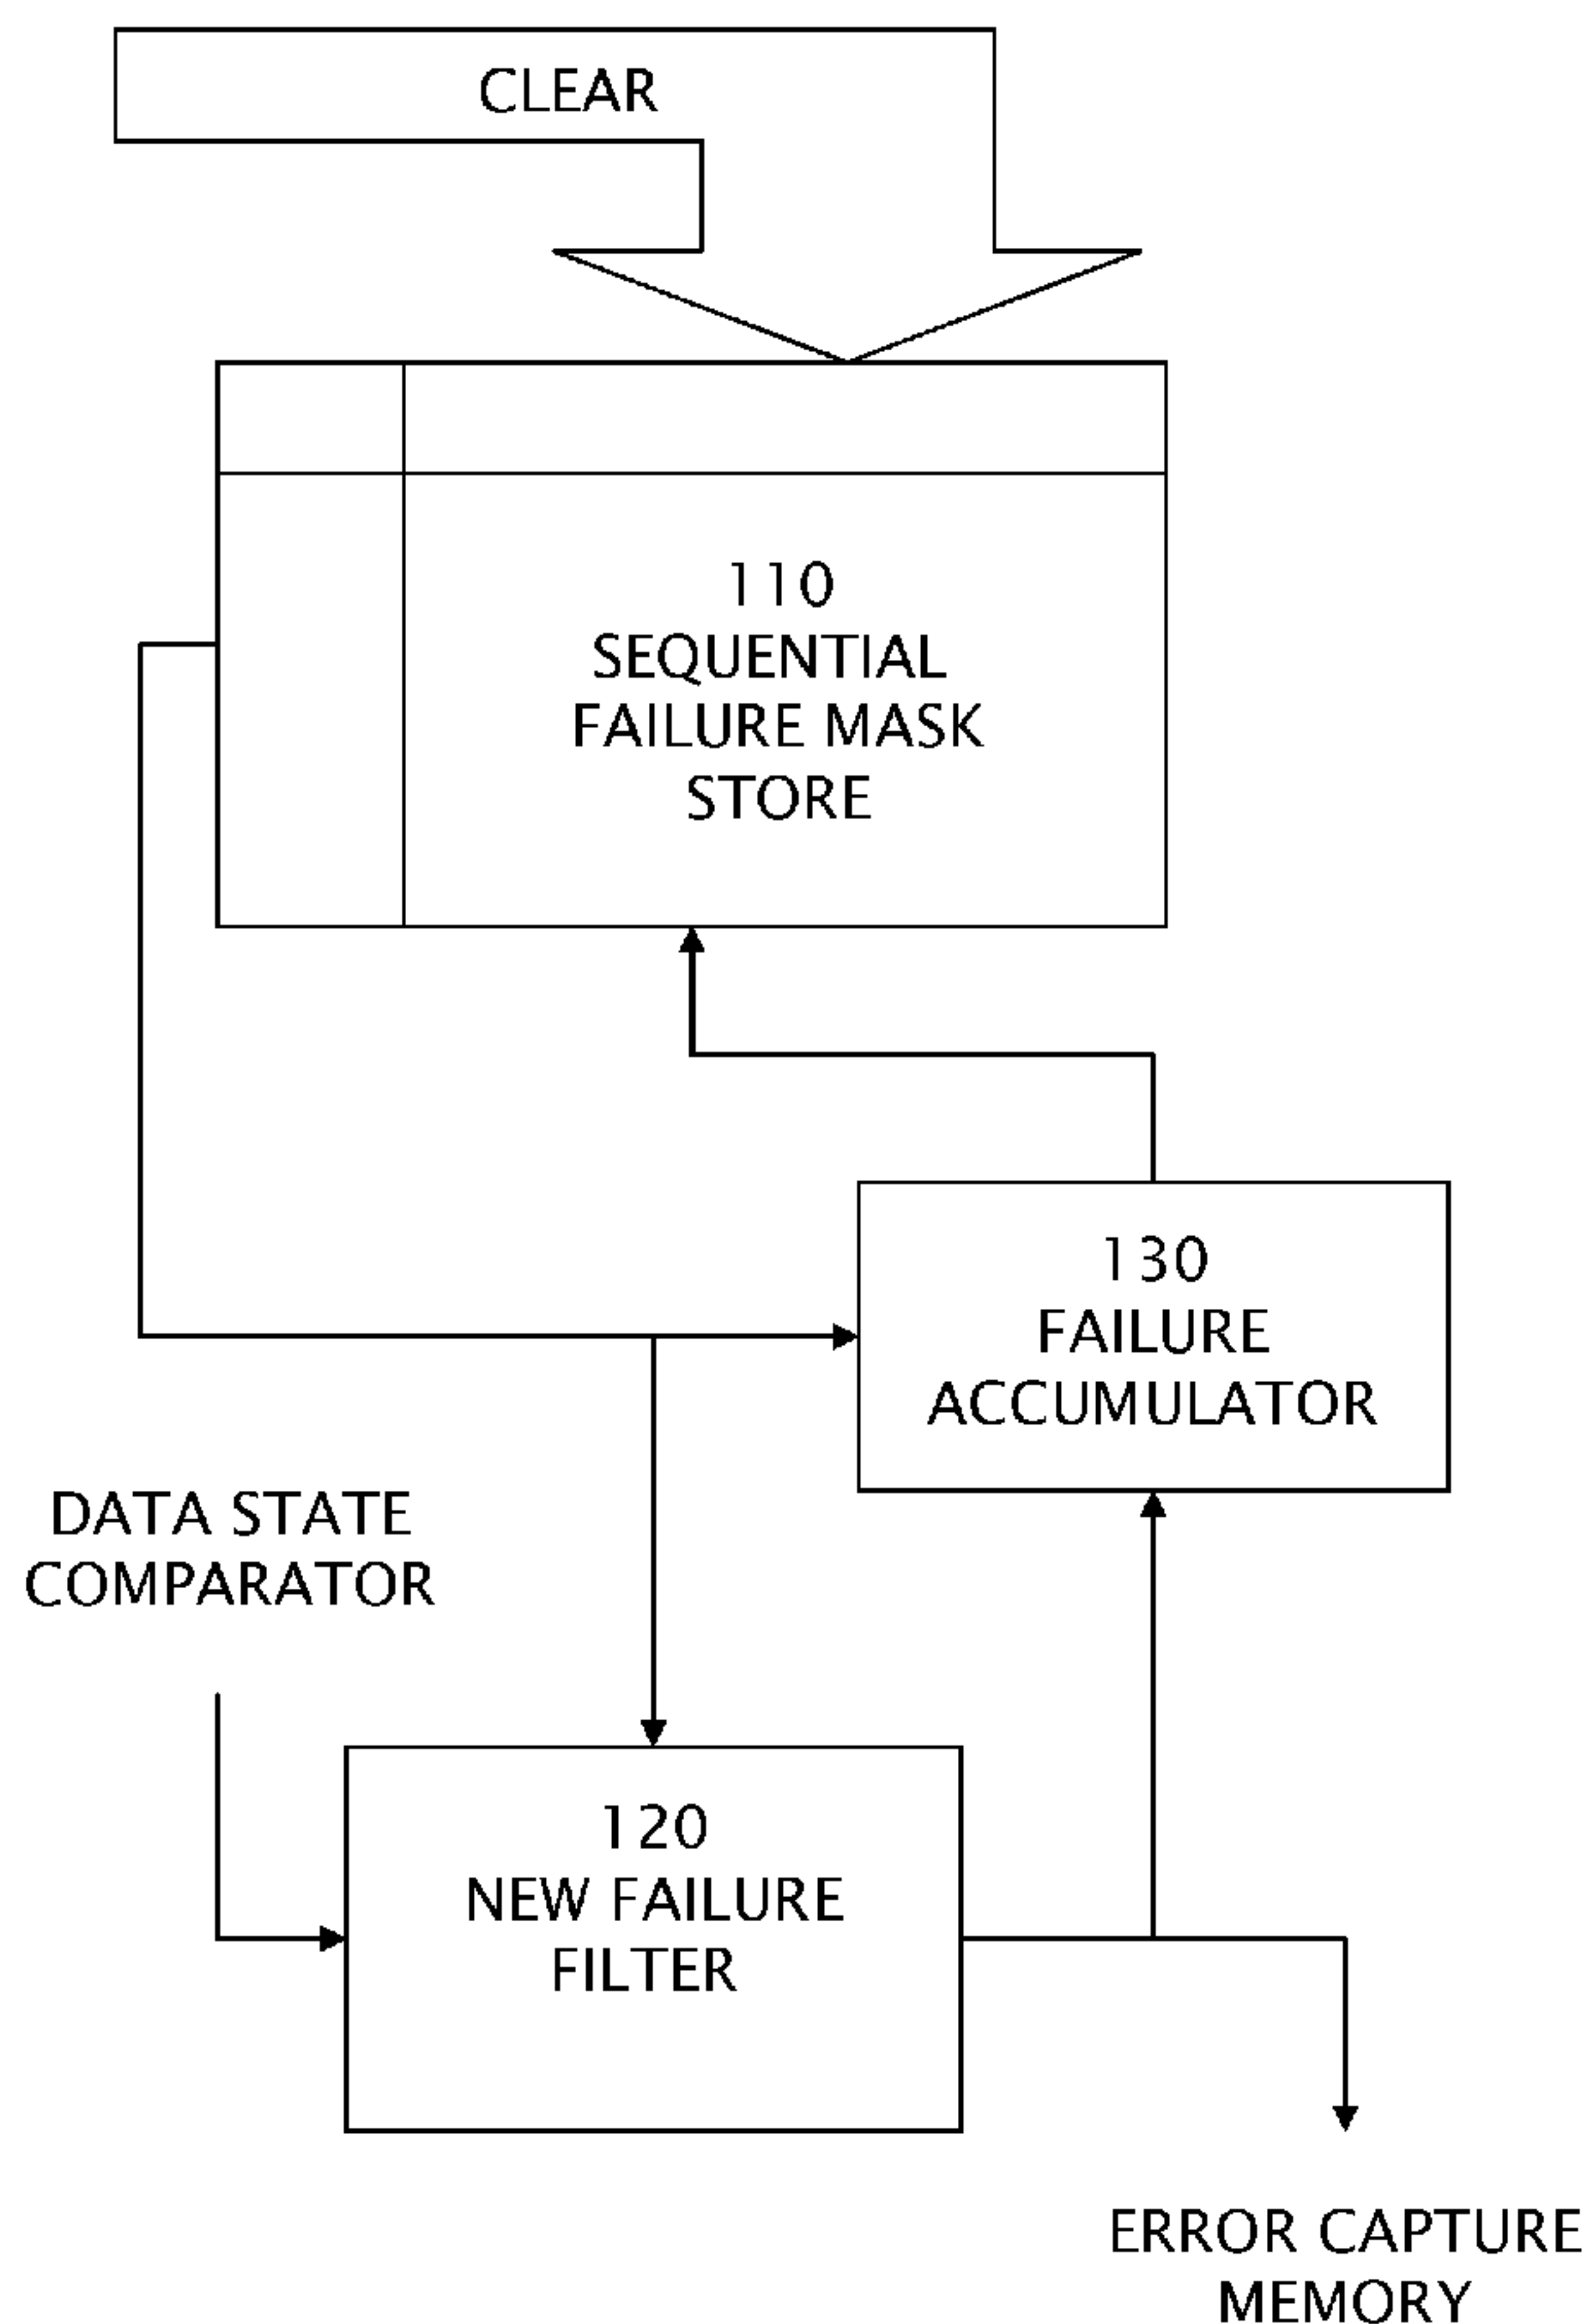 CLEAR
110
SEQUENTIAL
FAILURE MASK
STORE
130
FAILURE
ACCUMULATOR
DATA STATE
COMPARATOR
120
NEW FAILURE
FILTER
ERROR CAPTURE
MEMORY